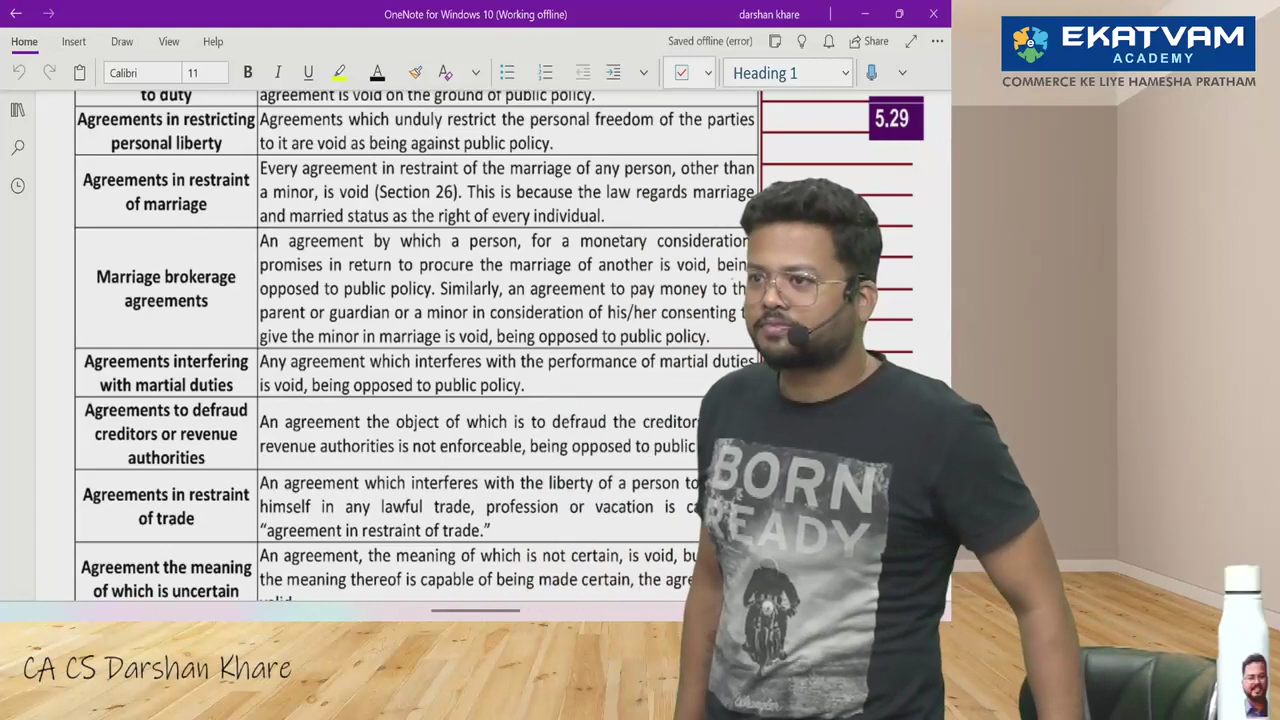 OneNote for Windows 10 (Working offline)
darshan khare
Home
Insert
Draw
View
Help
Saved offline (error)
Share
Calibri
11
B
I
U
A
A
Heading 1
EKATVAM
ACADEMY
COMMERCE KE LIYE HAMESHA PRATHAM
5.29
to duty
agreement is void on the ground of public policy.
Agreements in restricting
personal liberty
Agreements which unduly restrict the personal freedom of the parties
to it are void as being against public policy.
Agreements in restraint
of marriage
Every agreement in restraint of the marriage of any person, other than
a minor, is void (Section 26). This is because the law regards marriage
and married status as the right of every individual.
Marriage brokerage
agreements
An agreement by which a person, for a monetary consideration
promises in return to procure the marriage of another is void,
opposed to public policy. Similarly, an agreement to pay money to
parent or guardian or a minor in consideration of his/her consenting
give the minor in marriage is void, being opposed to public policy.
Agreements interfering
with martial duties
Any agreement which interferes with the performance of martial duties
is void, being opposed to public policy.
Agreements to defraud
creditors or revenue
authorities
An agreement the object of which is to defraud the
revenue authorities is not enforceable, being opposed to public
Agreements in restraint
of trade
An agreement which interferes with the liberty of a person to
himself in any lawful trade, profession or vacation is
“agreement in restraint of trade.”
Agreement the meaning
of which is uncertain
An agreement, the meaning of which is not certain, is void,
the meaning thereof is capable of being made certain, the
BORN
READY
CA CS Darshan Khare